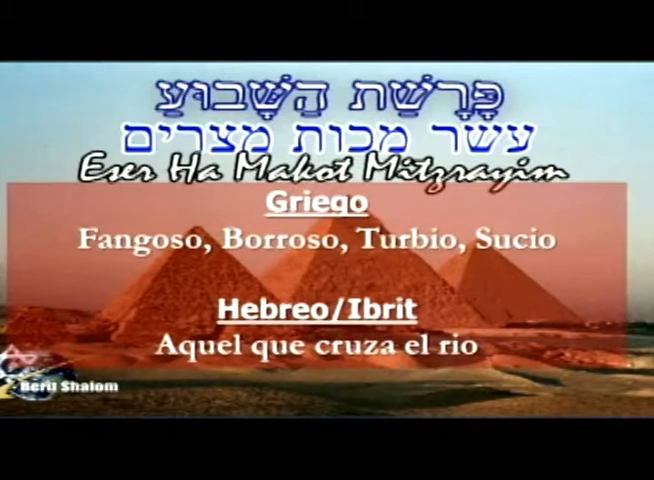 פָּרָשַׁת הַשָּׁבוּעַ
עשר מכות מצרים
Eser Ha Makot Mitzrayim
Griego
Fangoso, Borroso, Turbio, Sucio
Hebreo/Ibrit
Aquel que cruza el rio
Berit Shalom